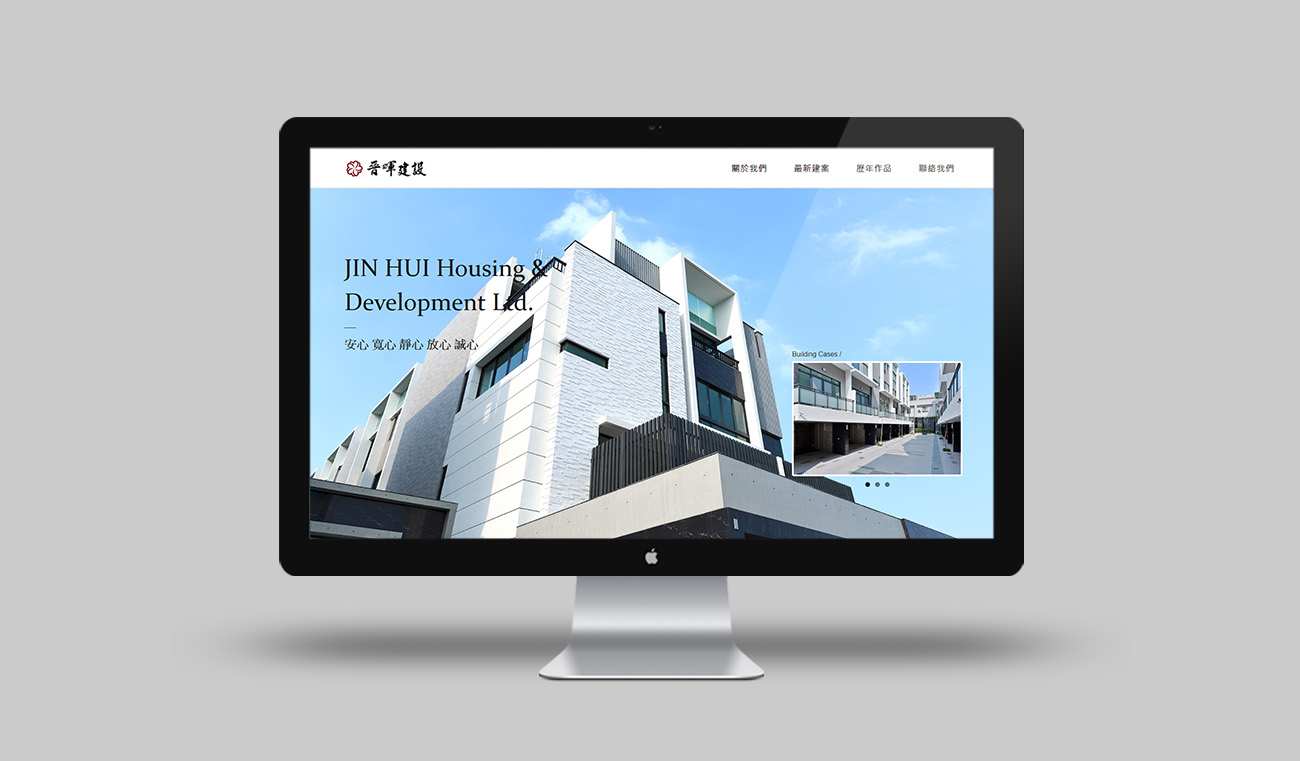 晉暉建設
關於我們 最新建案 歷年作品 聯絡我們
JIN HUI Housing &
Development Ltd.
安心 寬心 靜心 放心 誠心
Building Cases /